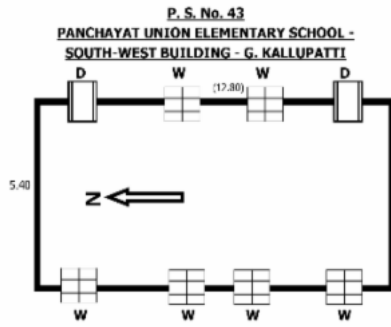 P. S. No. 43
PANCHAYAT UNION ELEMENTARY SCHOOL -
SOUTH-WEST BUILDING - G. KALLUPATTI
D W W D
(12.80)
5.40
N
W W W W